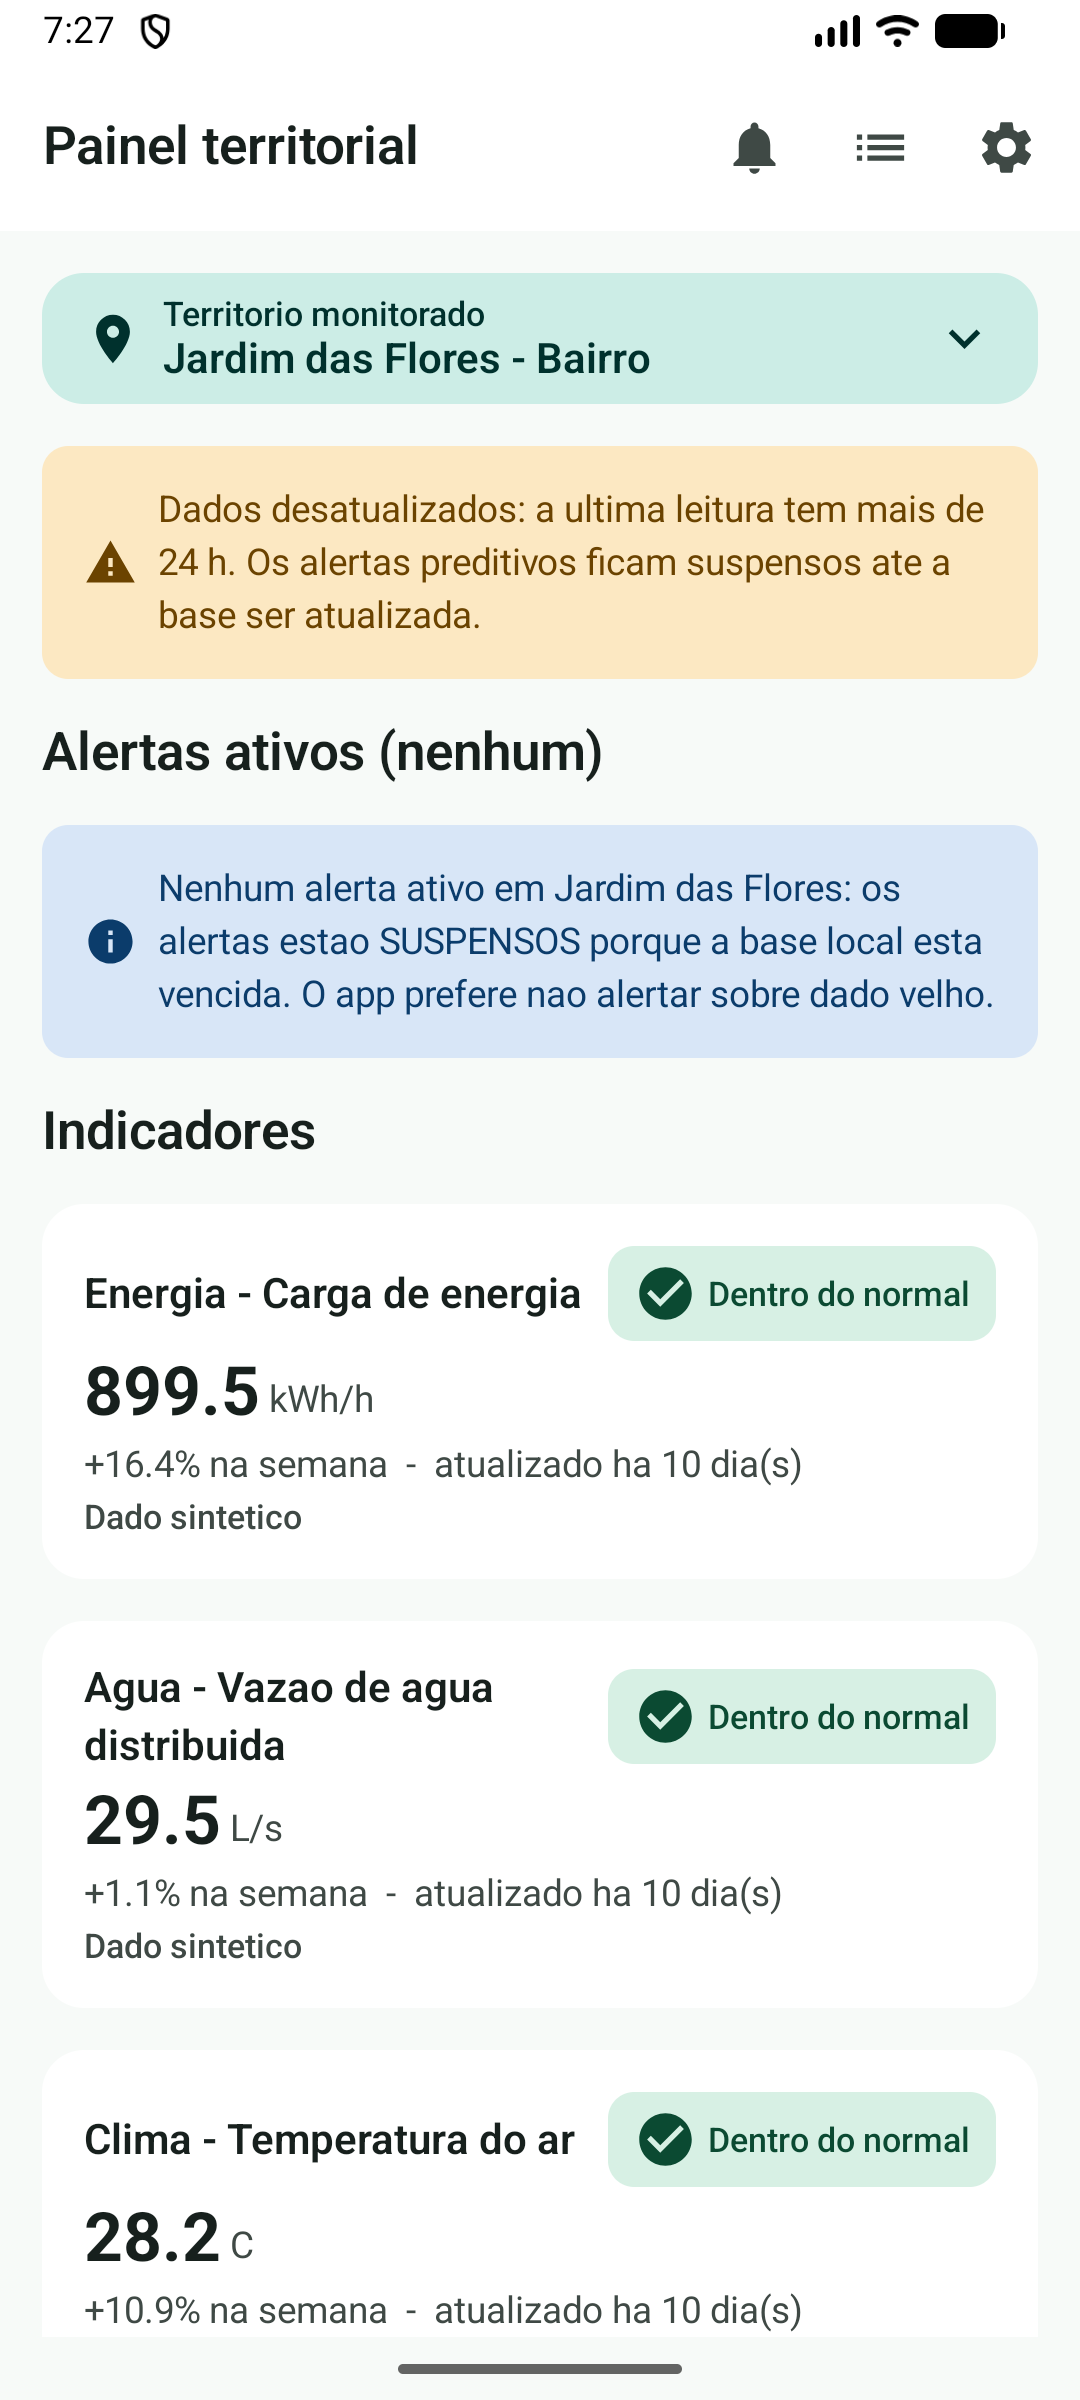 7:27
Painel territorial
Territorio monitorado
Jardim das Flores - Bairro
Dados desatualizados: a ultima leitura tem mais de
24 h. Os alertas preditivos ficam suspensos ate a
base ser atualizada.
Alertas ativos (nenhum)
Nenhum alerta ativo em Jardim das Flores: os
alertas estao SUSPENSOS porque a base local esta
vencida. O app prefere nao alertar sobre dado velho.
Indicadores
Energia - Carga de energia
Dentro do normal
899.5 kWh/h
+16.4% na semana - atualizado ha 10 dia(s)
Dado sintetico
Agua - Vazao de agua
distribuida
Dentro do normal
29.5 L/s
+1.1% na semana - atualizado ha 10 dia(s)
Dado sintetico
Clima - Temperatura do ar
Dentro do normal
28.2 C
+10.9% na semana - atualizado ha 10 dia(s)